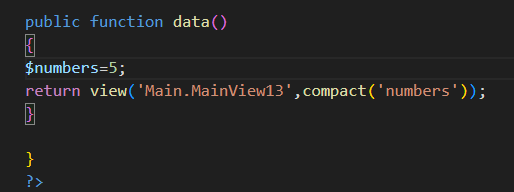 public function data()
{
$numbers=5;
return view('Main.MainView13',compact('numbers'));
}
}
?>